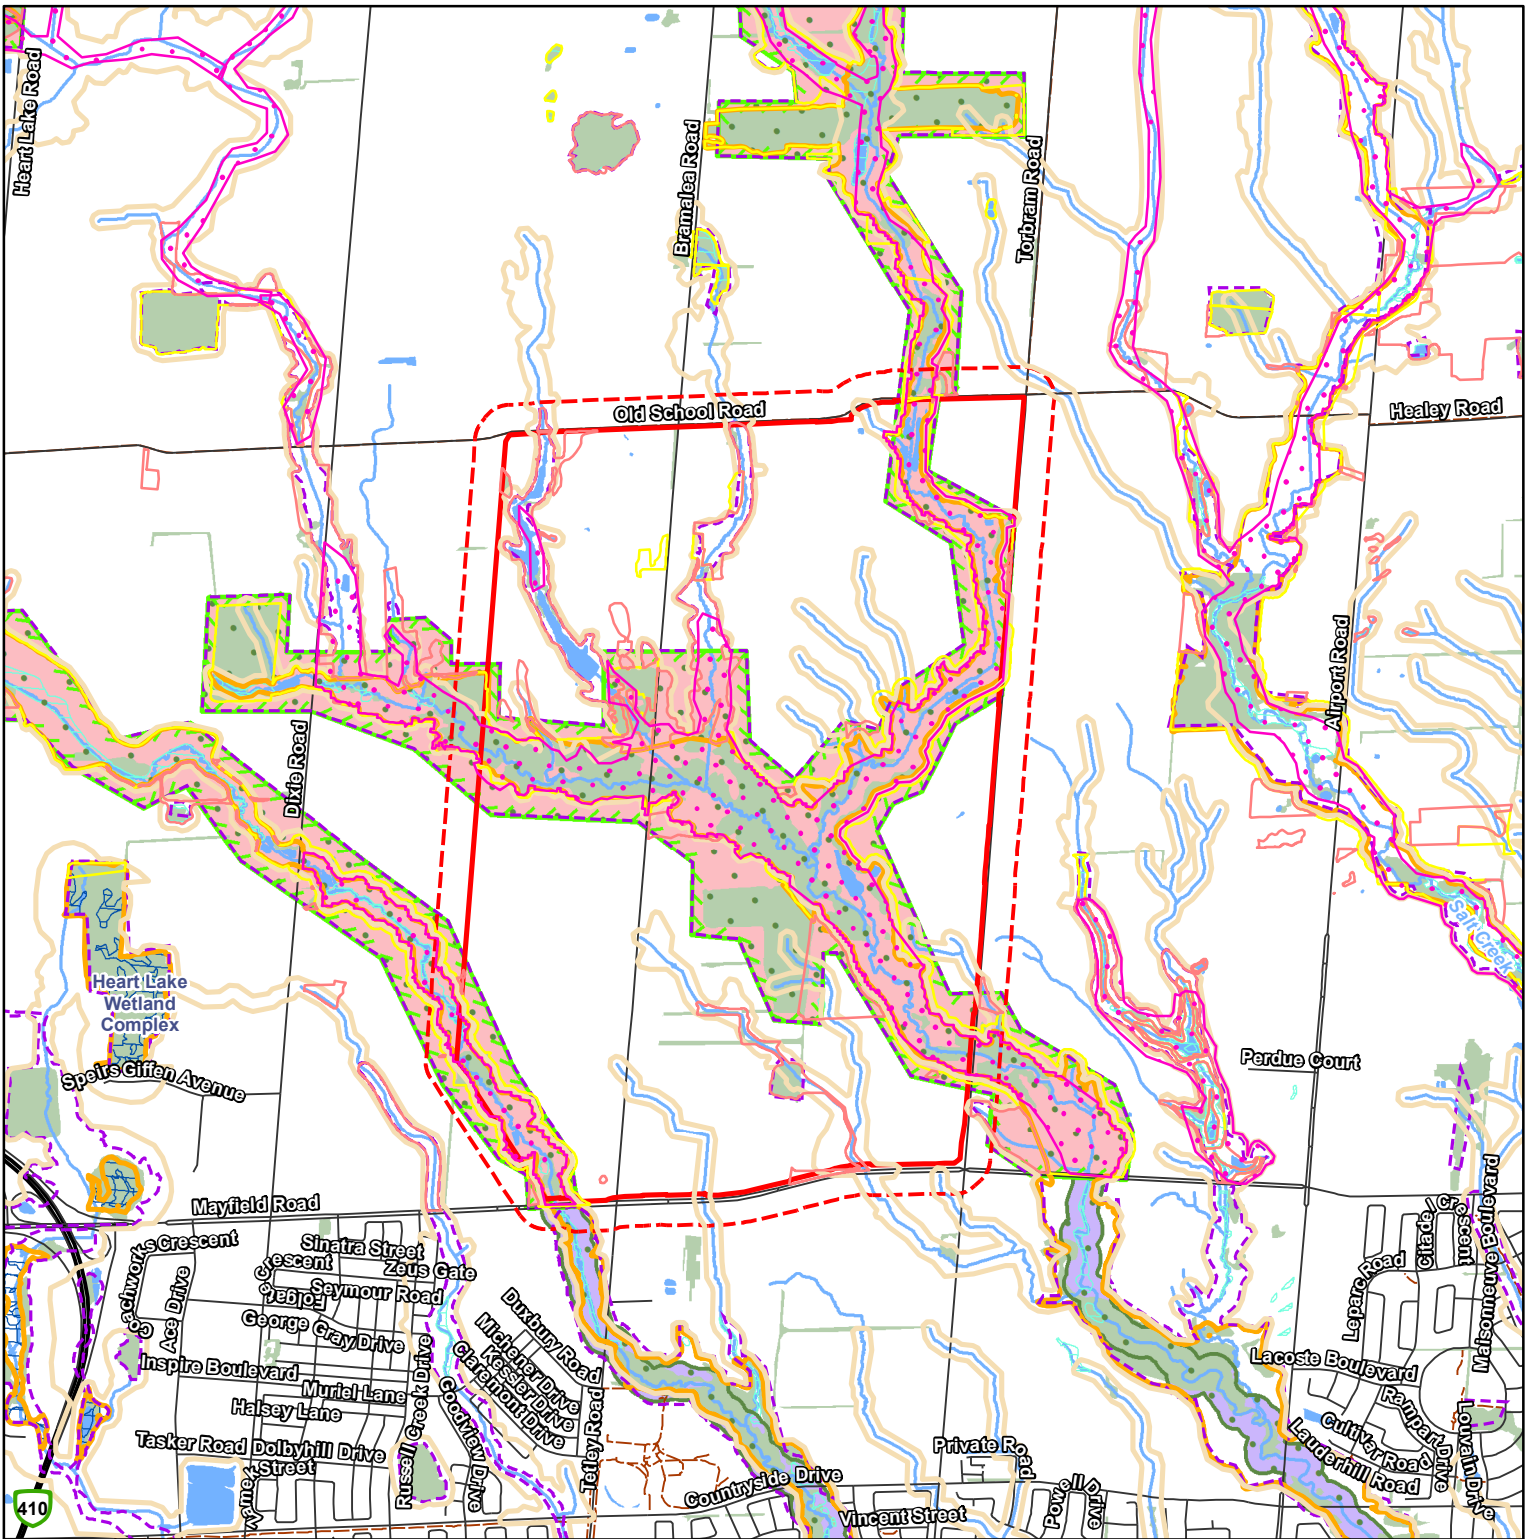 Heart Lake Road
Bramalea Road
Torbram Road
Old School Road
Healey Road
Airport Road
Dixie Road
Salt Creek
Heart Lake
Wetland
Complex
Speirs Giffen Avenue
Perdue Court
Mayfield Road
Sinatra Street
Zeus Gate
Crescent
Seymour Road
George Gray Drive
Ace Drive
Inspire Boulevard
Muriel Lane
Halsey Lane
Tasker Road
Dolbyhill Drive
Street
Russell Creek Drive
Goodview Drive
Duxbury Road
Michener Drive
Kessler Drive
Claremont Drive
Tetley Road
Countryside Drive
Vincent Street
Private Road
Powell Drive
Citadel Crescent
Maisonneuve Boulevard
Leparc Road
Lacoste Boulevard
Rampart Drive
Cultivar Road
Lauderhill Road
Louvain Drive
410